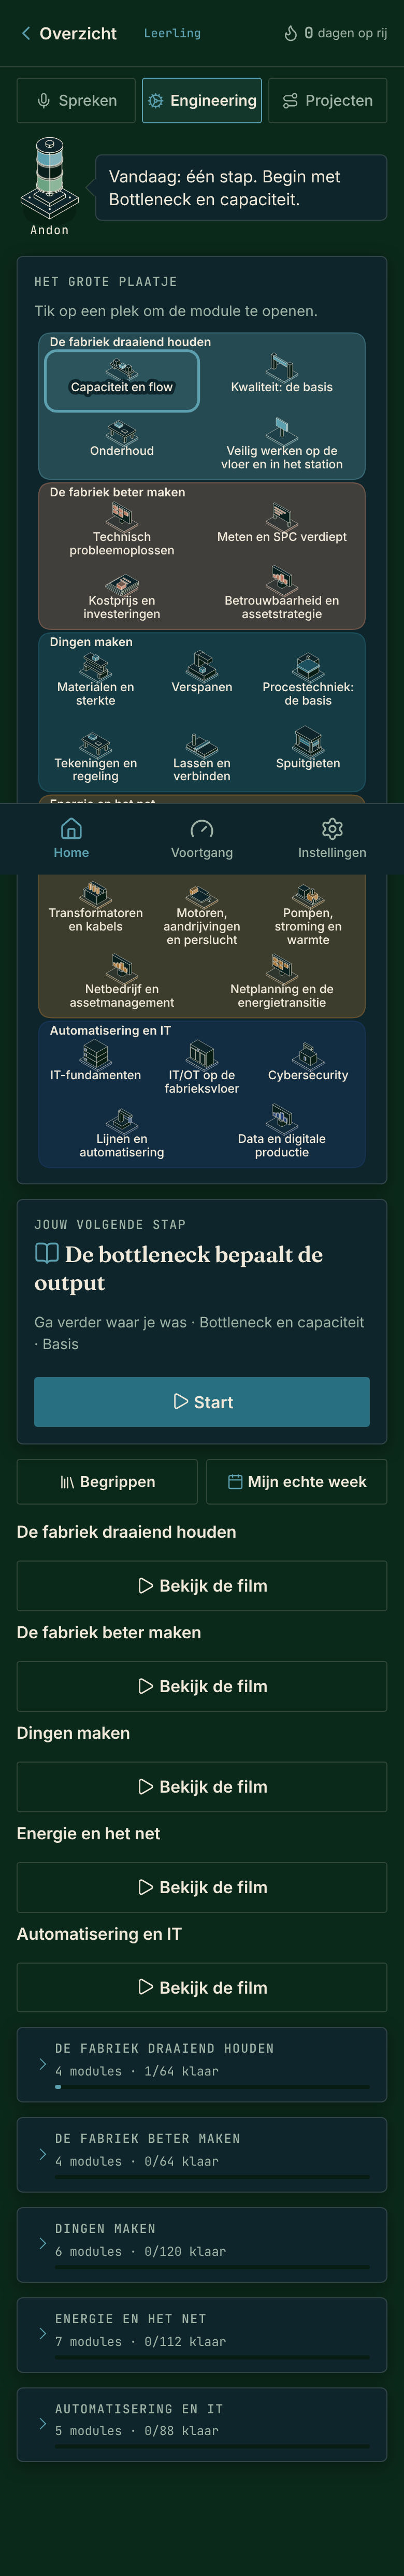 Overzicht
Leerling
0 dagen op rij
Spreken
Engineering
Projecten
Vandaag: één stap. Begin met
Bottleneck en capaciteit.
Andon
HET GROTE PLAATJE
Tik op een plek om de module te openen.
De fabriek draaiend houden
Capaciteit en flow
Kwaliteit: de basis
Onderhoud
Veilig werken op de
vloer en in het station
De fabriek beter maken
Technisch
probleemoplossen
Meten en SPC verdiept
Kostprijs en
investeringen
Betrouwbaarheid en
assetstrategie
Dingen maken
Materialen en
sterkte
Verspanen
Procestechniek:
de basis
Tekeningen en
regeling
Lassen en
verbinden
Spuitgieten
Home
Voortgang
Instellingen
Transformatoren
en kabels
Motoren,
aandrijvingen
en perslucht
Pompen,
stroming en
warmte
Netbedrijf en
assetmanagement
Netplanning en de
energietransitie
Automatisering en IT
IT-fundamenten
IT/OT op de
fabrieksvloer
Cybersecurity
Lijnen en
automatisering
Data en digitale
productie
JOUW VOLGENDE STAP
De bottleneck bepaalt de
output
Ga verder waar je was · Bottleneck en capaciteit
· Basis
Start
Begrippen
Mijn echte week
De fabriek draaiend houden
Bekijk de film
De fabriek beter maken
Bekijk de film
Dingen maken
Bekijk de film
Energie en het net
Bekijk de film
Automatisering en IT
Bekijk de film
DE FABRIEK DRAAIEND HOUDEN
4 modules · 1/64 klaar
DE FABRIEK BETER MAKEN
4 modules · 0/64 klaar
DINGEN MAKEN
6 modules · 0/120 klaar
ENERGIE EN HET NET
7 modules · 0/112 klaar
AUTOMATISERING EN IT
5 modules · 0/88 klaar